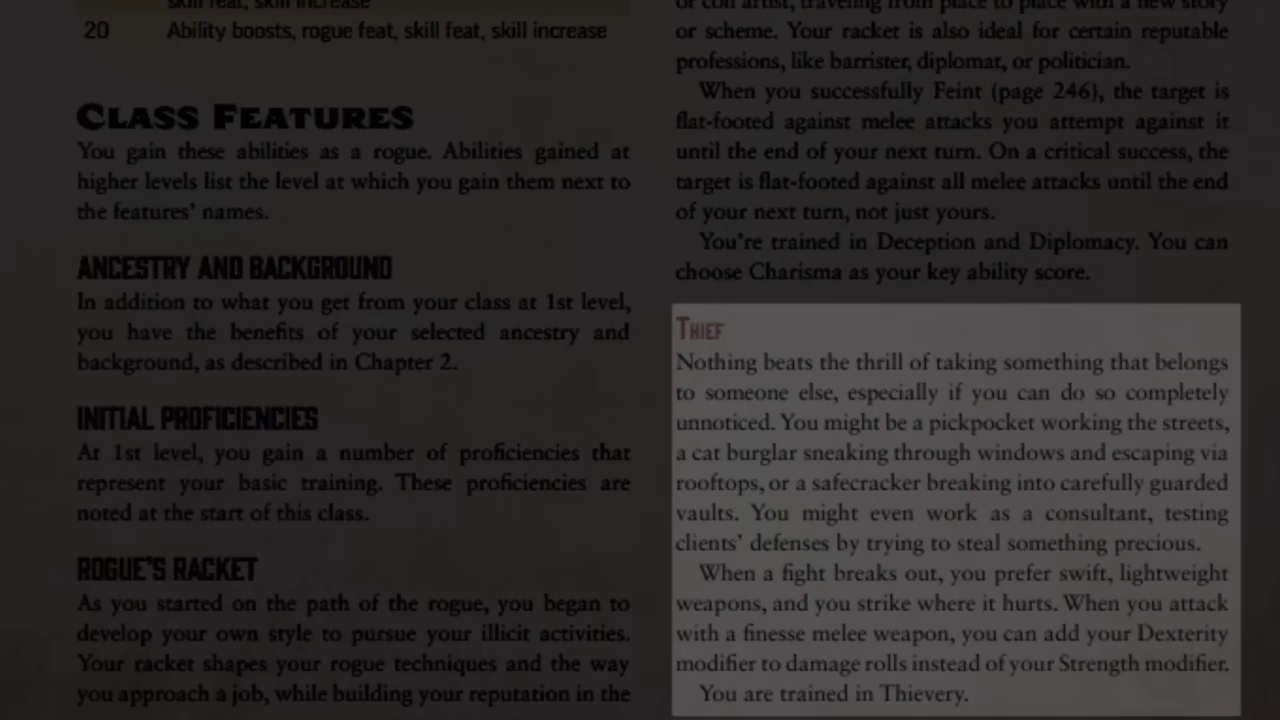 skill feat, skill increase
20 Ability boosts, rogue feat, skill feat, skill increase
CLASS FEATURES
You gain these abilities as a rogue. Abilities gained at
higher levels list the level at which you gain them next to
the features' names.
ANCESTRY AND BACKGROUND
In addition to what you get from your class at 1st level,
you have the benefits of your selected ancestry and
background, as described in Chapter 2.
INITIAL PROFICIENCIES
At 1st level, you gain a number of proficiencies that
represent your basic training. These proficiencies are
noted at the start of this class.
ROGUE'S RACKET
As you started on the path of the rogue, you began to
develop your own style to pursue your illicit activities.
Your racket shapes your rogue techniques and the way
you approach a job, while building your reputation in the
or con artist, traveling from place to place with a new story
or scheme. Your racket is also ideal for certain reputable
professions, like barrister, diplomat, or politician.
When you successfully Feint (page 246), the target is
flat-footed against melee attacks you attempt against it
until the end of your next turn. On a critical success, the
target is flat-footed against all melee attacks until the end
of your next turn, not just yours.
You're trained in Deception and Diplomacy. You can
choose Charisma as your key ability score.
THIEF
Nothing beats the thrill of taking something that belongs
to someone else, especially if you can do so completely
unnoticed. You might be a pickpocket working the streets,
a cat burglar sneaking through windows and escaping via
rooftops, or a safecracker breaking into carefully guarded
vaults. You might even work as a consultant, testing
clients' defenses by trying to steal something precious.
When a fight breaks out, you prefer swift, lightweight
weapons, and you strike where it hurts. When you attack
with a finesse melee weapon, you can add your Dexterity
modifier to damage rolls instead of your Strength modifier.
You are trained in Thievery.